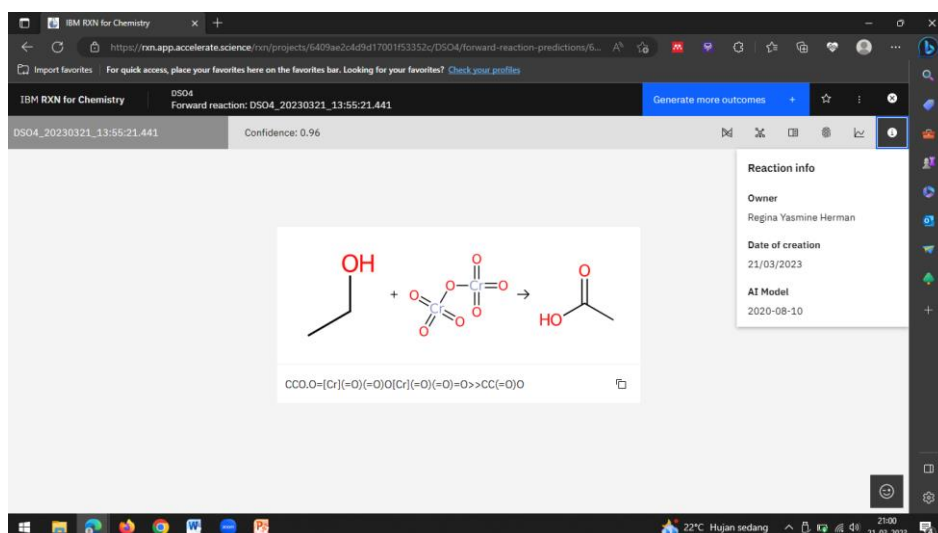 IBM RXN for Chemistry
https://rxn.app.accelerate.science/rxn/projects/6409ae2c4d9d17001f53352c/DSO4/forward-reaction-predictions/6...
Import favorites
For quick access, place your favorites here on the favorites bar. Looking for your favorites? Check your profiles
IBM RXN for Chemistry
DSO4
Forward reaction: DSO4_20230321_13:55:21.441
Generate more outcomes +
DSO4_20230321_13:55:21.441
Confidence: 0.96
Reaction info
Owner
Regina Yasmine Herman
Date of creation
21/03/2023
AI Model
2020-08-10
OH
+
O
O
Cr
O
O
O
Cr
O
O
O
→
O
HO
CCO.O=[Cr](=O)(=O)O[Cr](=O)(=O)=O>>CC(=O)O
22°C Hujan sedang
21:00
21-03-2023